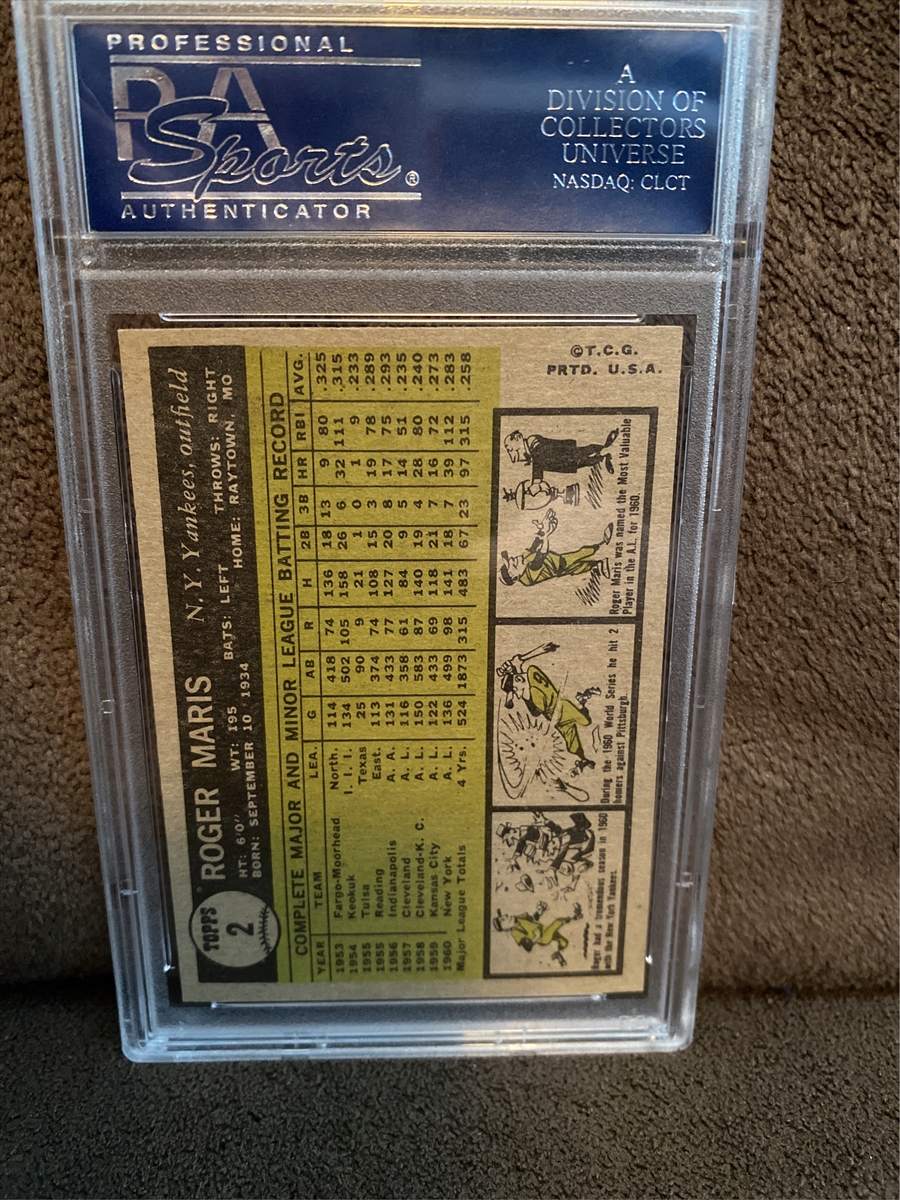 PROFESSIONAL
PSA
Sports®
AUTHENTICATOR
A
DIVISION OF
COLLECTORS
UNIVERSE
NASDAQ: CLCT
TOPPS
2
ROGER MARIS N.Y. Yankees, outfield
HT: 6'0" WT: 195 BATS: LEFT THROWS: RIGHT
BORN: SEPTEMBER 10 1934 HOME: RAYTOWN, MO
COMPLETE MAJOR AND MINOR LEAGUE BATTING RECORD
YEAR TEAM LEA. G AB R H 2B 3B HR RBI AVG.
1953 Fargo-Moorhead North. 114 418 74 136 18 13 9 80 .325
1954 Keokuk I. I. I. 134 502 105 158 26 6 32 111 .315
1955 Tulsa Texas 25 90 9 21 1 0 1 9 .233
1955 Reading East. 113 374 74 108 15 3 19 78 .289
1956 Indianapolis A. A. 131 433 77 127 20 8 17 75 .293
1957 Cleveland A. L. 116 358 61 84 9 5 14 51 .235
1958 Cleveland-K. C. A. L. 150 583 87 140 19 4 28 80 .240
1959 Kansas City A. L. 122 433 69 118 21 7 16 72 .273
1960 New York A. L. 136 499 98 141 18 7 39 112 .283
Major League Totals 4 Yrs. 524 1873 315 483 67 23 97 315 .258
Roger had a tremendous season in 1960
with the New York Yankees.
9
During the 1960 World Series he hit 2
homers against Pittsburgh.
Roger Maris was named the Most Valuable
Player in the A.L. for 1960.
©T.C.G.
PRTD. U.S.A.